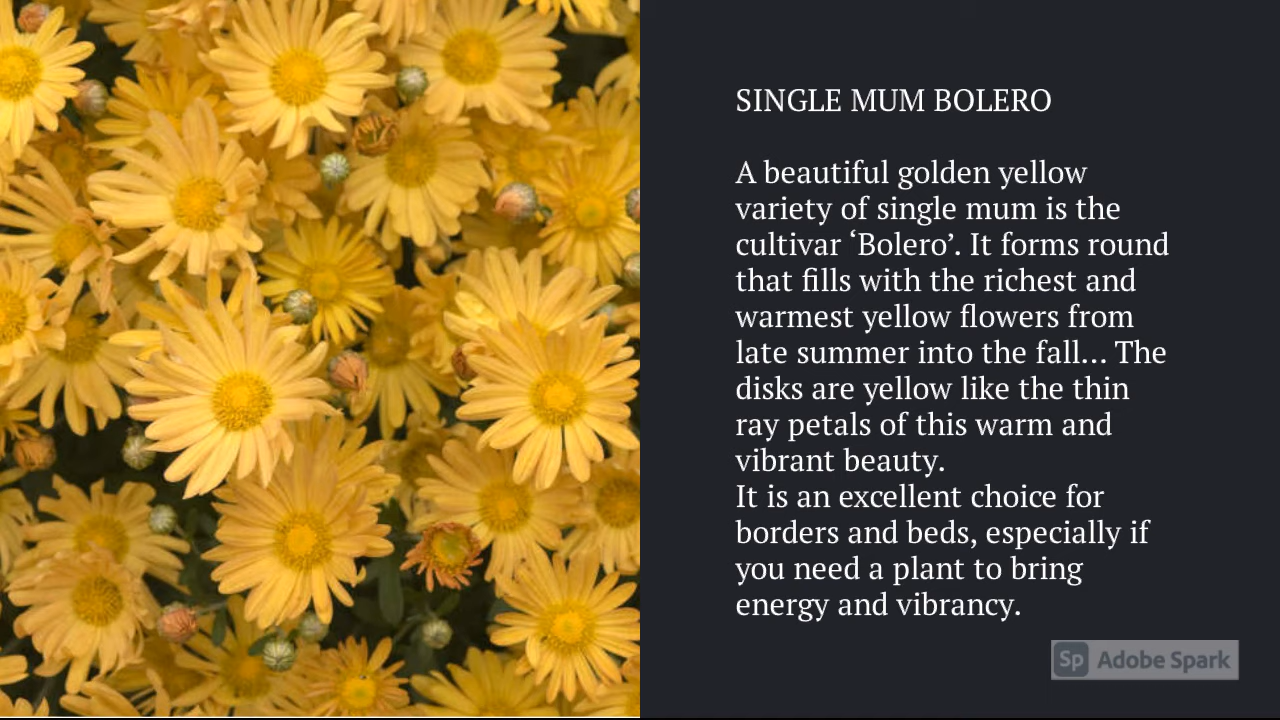 SINGLE MUM BOLERO
A beautiful golden yellow
variety of single mum is the
cultivar ‘Bolero’. It forms round
that fills with the richest and
warmest yellow flowers from
late summer into the fall… The
disks are yellow like the thin
ray petals of this warm and
vibrant beauty.
It is an excellent choice for
borders and beds, especially if
you need a plant to bring
energy and vibrancy.
Sp Adobe Spark